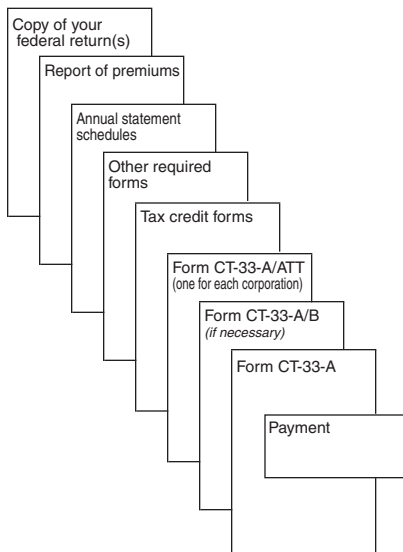 Copy of your
federal return(s)
Report of premiums
Annual statement
schedules
Other required
forms
Tax credit forms
Form CT-33-A/ATT
(one for each corporation)
Form CT-33-A/B
(if necessary)
Form CT-33-A
Payment